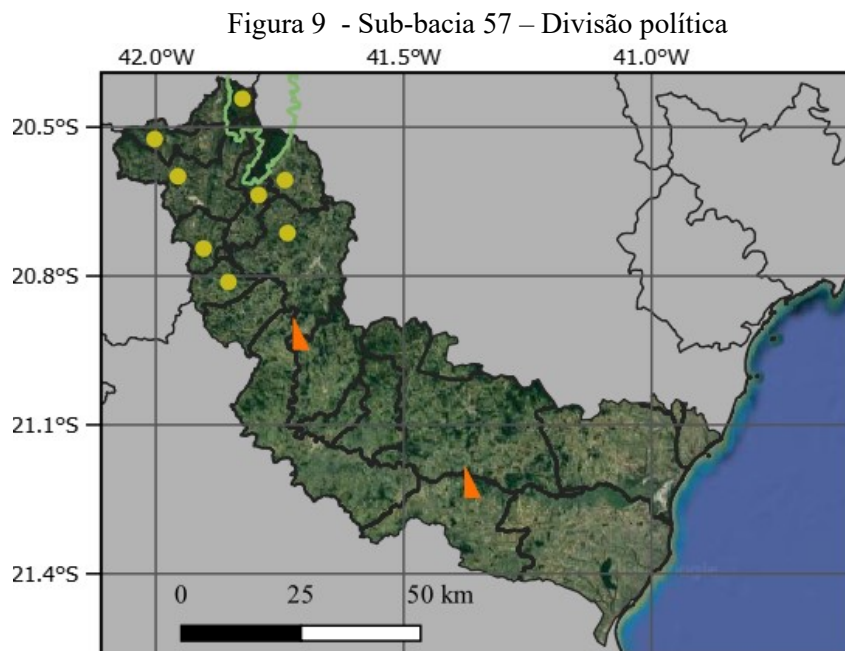 Figura 9 - Sub-bacia 57 – Divisão política
42.0°W 41.5°W 41.0°W
20.5°S
20.8°S
21.1°S
21.4°S
0 25 50 km